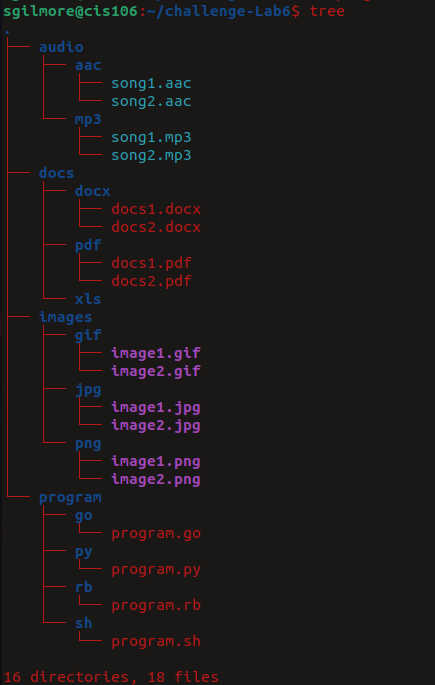 sgilmore@cis106:~/challenge-Lab6$ tree
.
├── audio
│   ├── aac
│   │   ├── song1.aac
│   │   └── song2.aac
│   └── mp3
│       ├── song1.mp3
│       └── song2.mp3
├── docs
│   ├── docx
│   │   ├── docs1.docx
│   │   └── docs2.docx
│   ├── pdf
│   │   ├── docs1.pdf
│   │   └── docs2.pdf
│   └── xls
├── images
│   ├── gif
│   │   ├── image1.gif
│   │   └── image2.gif
│   ├── jpg
│   │   ├── image1.jpg
│   │   └── image2.jpg
│   └── png
│       ├── image1.png
│       └── image2.png
└── program
    ├── go
    │   └── program.go
    ├── py
    │   └── program.py
    ├── rb
    │   └── program.rb
    └── sh
        └── program.sh

16 directories, 18 files